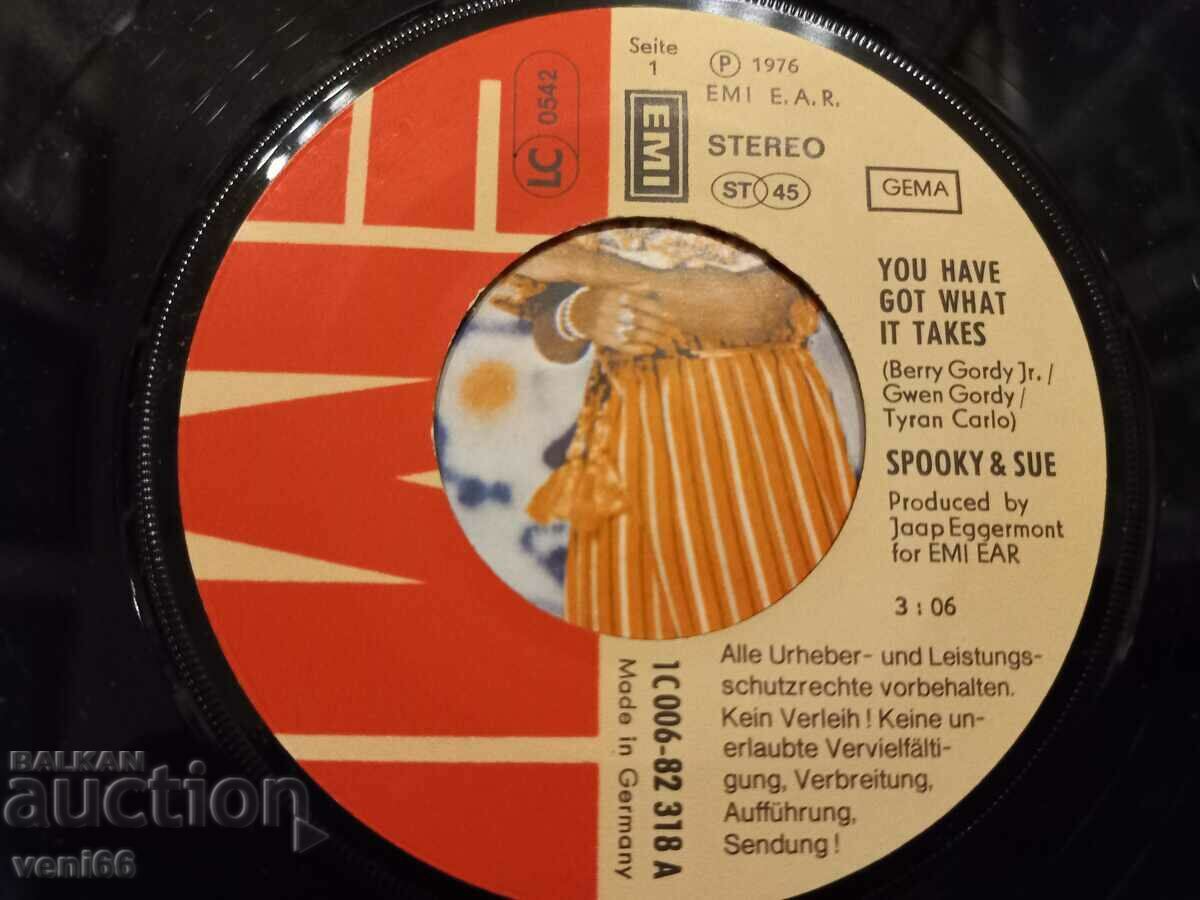 Seite
1
℗ 1976
EMI E.A.R.
LC 0542
EMI
STEREO
ST 45
GEMA
YOU HAVE
GOT WHAT
IT TAKES
(Berry Gordy Jr./
Gwen Gordy/
Tyran Carlo)
SPOOKY & SUE
Produced by
Jaap Eggermont
for EMI EAR
3:06
Alle Urheber- und Leistungs-
schutzrechte vorbehalten.
Kein Verleih! Keine un-
erlaubte Vervielfälti-
gung, Verbreitung,
Aufführung,
Sendung!
1C 006-82 318 A
Made in Germany
EMI
BALKAN
auction
veni66